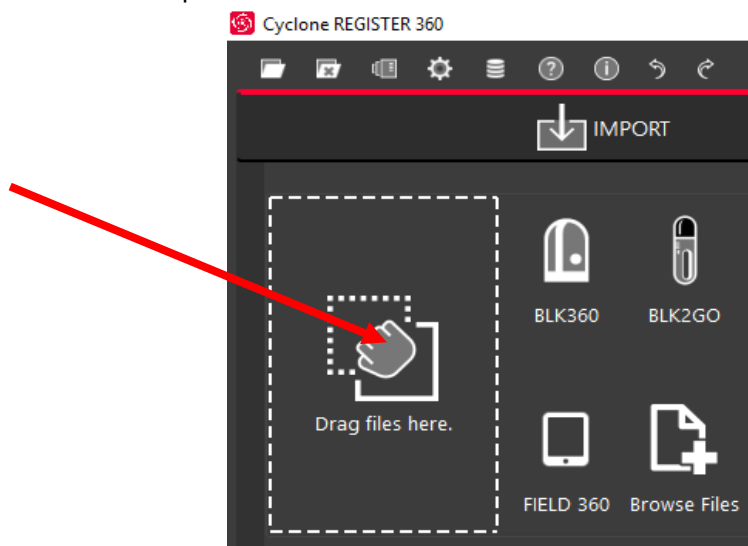 Cyclone REGISTER 360
IMPORT
BLK360 BLK2GO
Drag files here.
FIELD 360 Browse Files